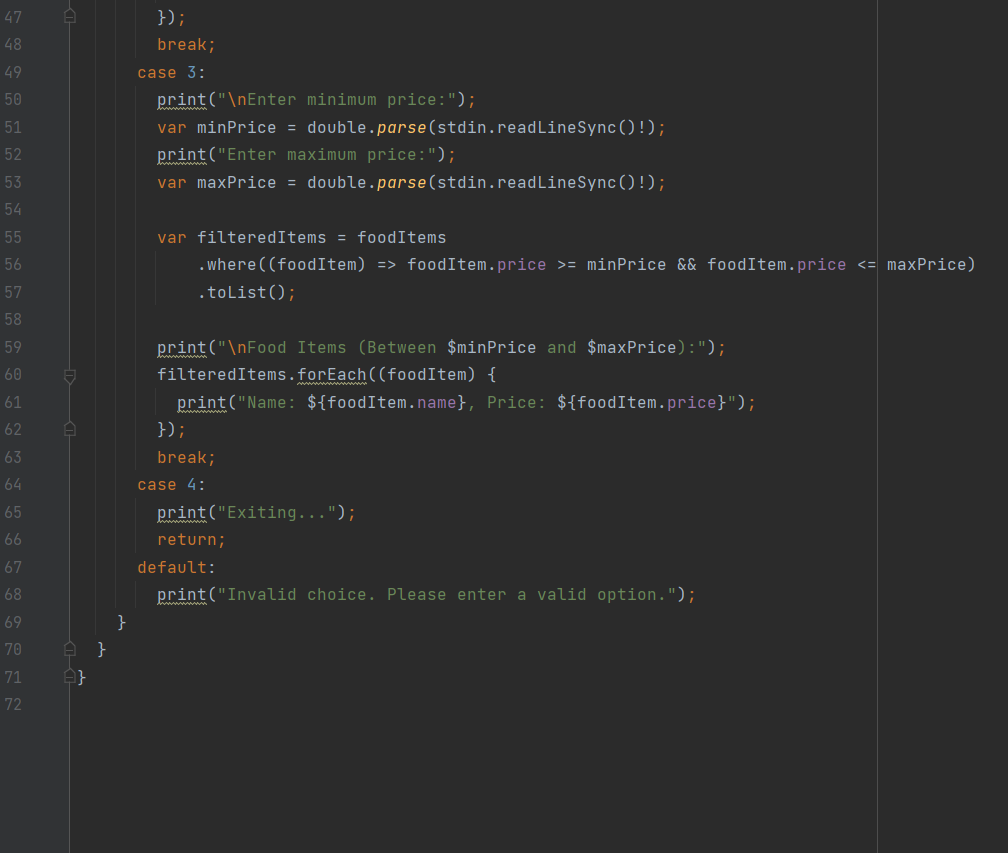 47 });
48 break;
49 case 3:
50 print("\nEnter minimum price:");
51 var minPrice = double.parse(stdin.readLineSync()!);
52 print("Enter maximum price:");
53 var maxPrice = double.parse(stdin.readLineSync()!);
54
55 var filteredItems = foodItems
56 .where((foodItem) => foodItem.price >= minPrice && foodItem.price <= maxPrice)
57 .toList();
58
59 print("\nFood Items (Between $minPrice and $maxPrice):");
60 filteredItems.forEach((foodItem) {
61 print("Name: ${foodItem.name}, Price: ${foodItem.price}");
62 });
63 break;
64 case 4:
65 print("Exiting...");
66 return;
67 default:
68 print("Invalid choice. Please enter a valid option.");
69 }
70 }
71 }
72